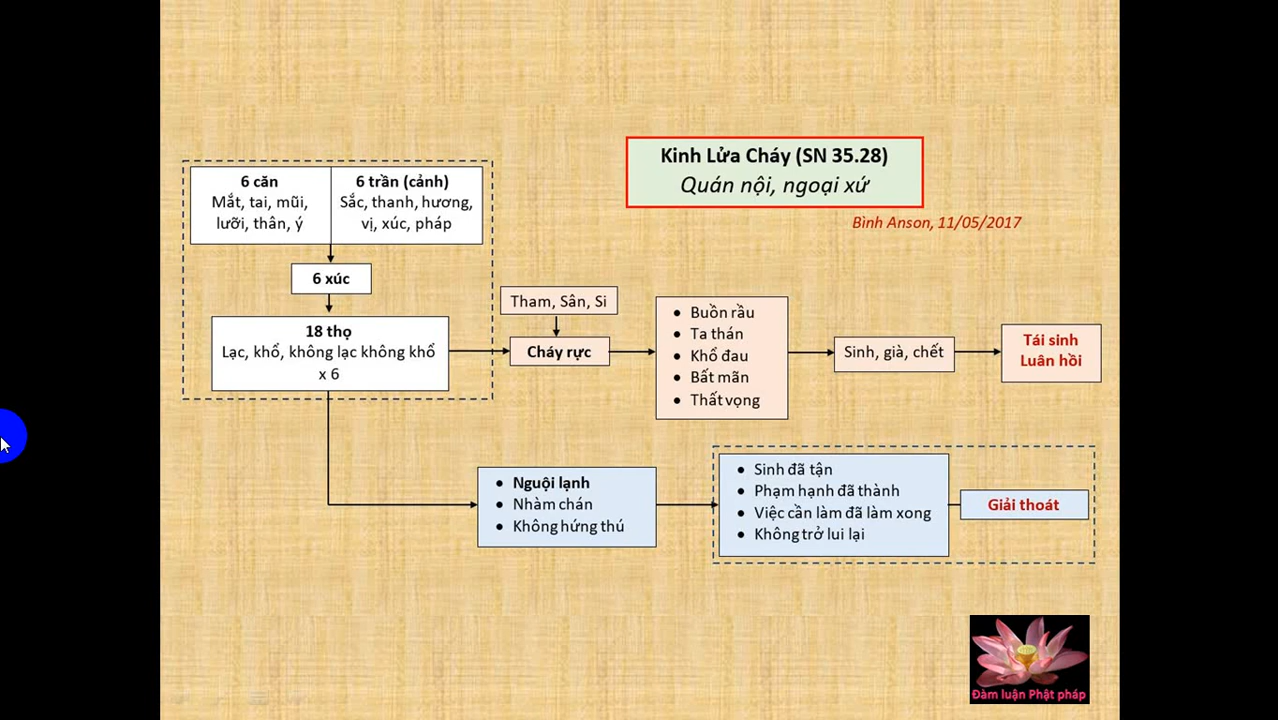 Kinh Lửa Cháy (SN 35.28)
Quán nội, ngoại xứ
Bình Anson, 11/05/2017
6 căn
Mắt, tai, mũi,
lưỡi, thân, ý
6 trần (cảnh)
Sắc, thanh, hương,
vị, xúc, pháp
6 xúc
18 thọ
Lạc, khổ, không lạc không khổ
x 6
Tham, Sân, Si
Cháy rực
• Buồn rầu
• Ta thán
• Khổ đau
• Bất mãn
• Thất vọng
Sinh, già, chết
Tái sinh
Luân hồi
• Nguội lạnh
• Nhàm chán
• Không hứng thú
• Sinh đã tận
• Phạm hạnh đã thành
• Việc cần làm đã làm xong
• Không trở lui lại
Giải thoát
Đàm luận Phật pháp